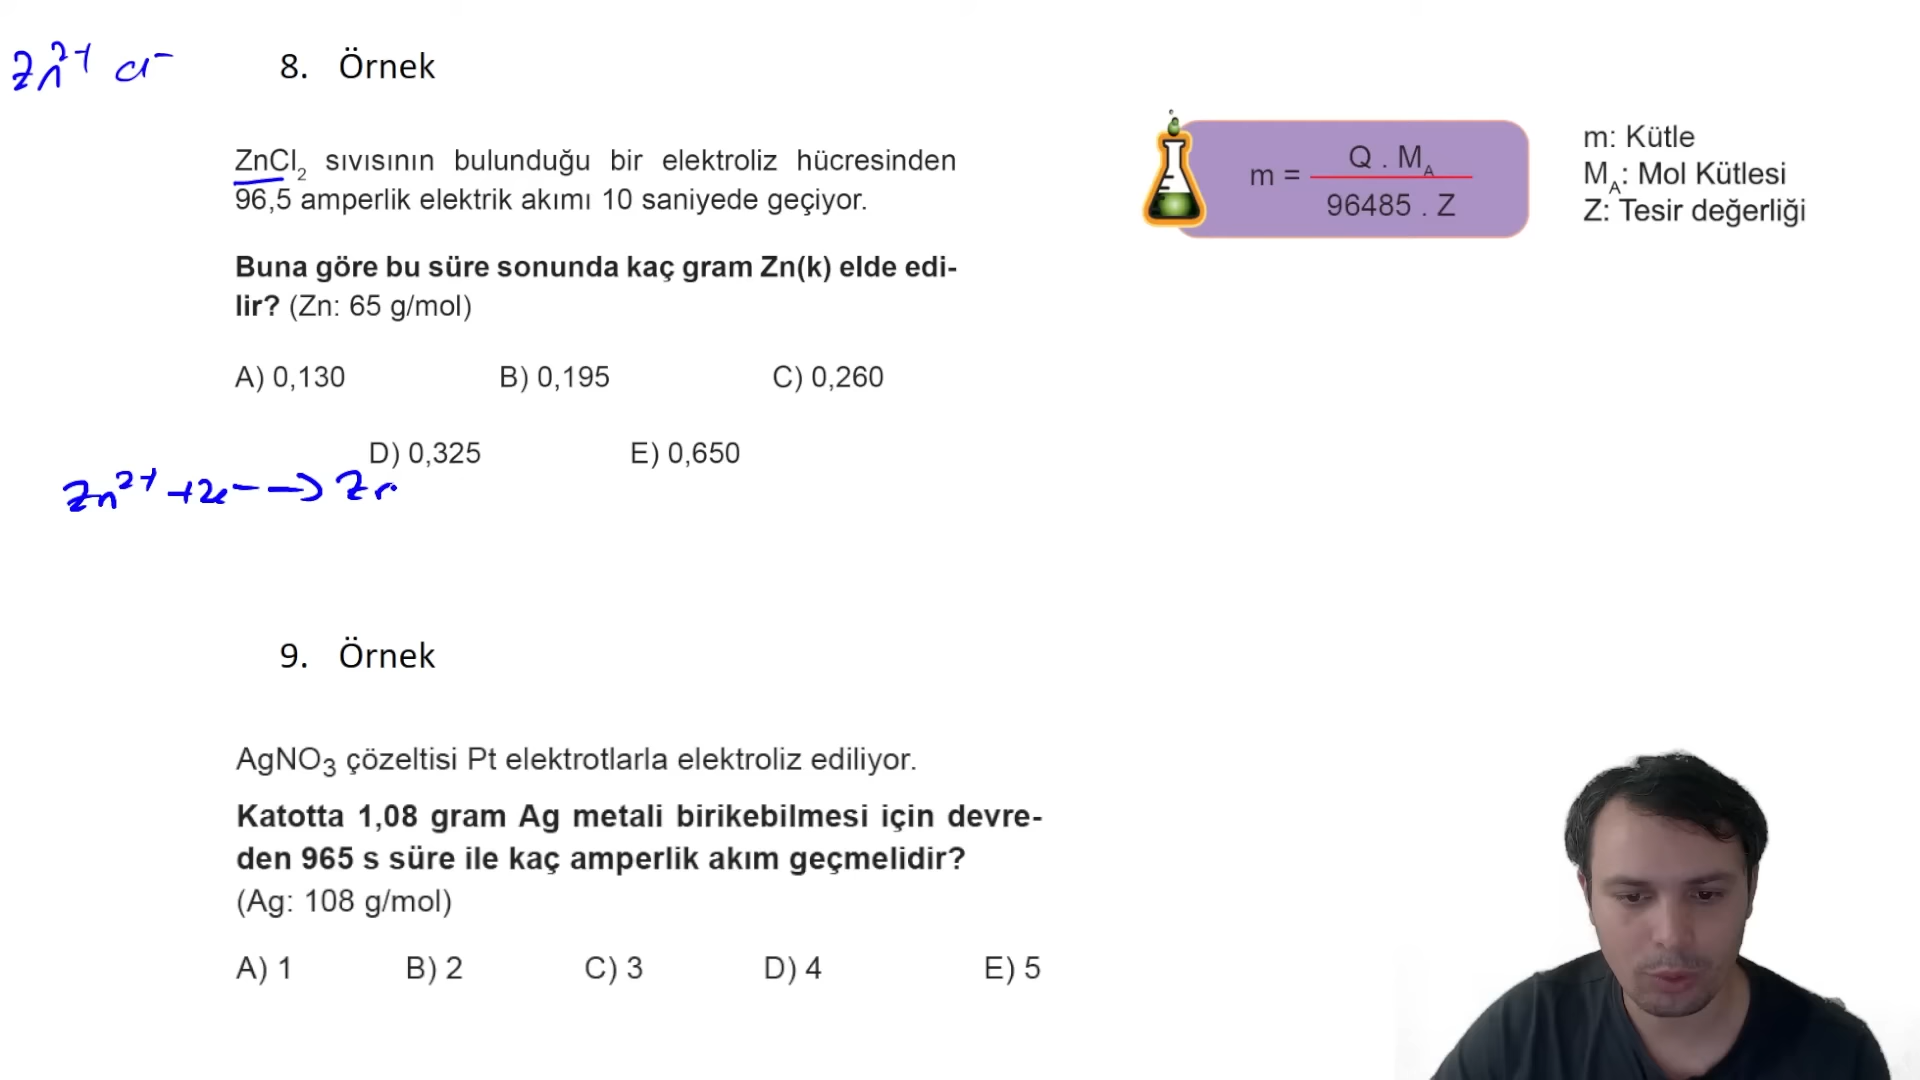 Zn²⁺ Cl⁻
8. Örnek
ZnCl₂ sıvısının bulunduğu bir elektroliz hücresinden
96,5 amperlik elektrik akımı 10 saniyede geçiyor.
Buna göre bu süre sonunda kaç gram Zn(k) elde edi-
lir? (Zn: 65 g/mol)
A) 0,130 B) 0,195 C) 0,260
D) 0,325 E) 0,650
Zn²⁺ +2e⁻ → Zn
m = Q . M_A / 96485 . Z
m: Kütle
M_A: Mol Kütlesi
Z: Tesir değerliği
9. Örnek
AgNO₃ çözeltisi Pt elektrotlarla elektroliz ediliyor.
Katotta 1,08 gram Ag metali birikebilmesi için devre-
den 965 s süre ile kaç amperlik akım geçmelidir?
(Ag: 108 g/mol)
A) 1 B) 2 C) 3 D) 4 E) 5